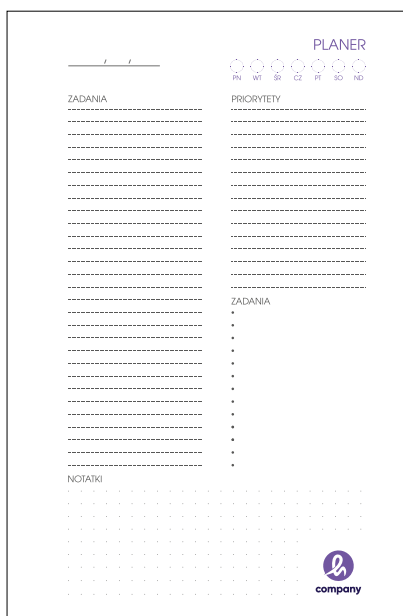 PLANER
/ /
PN WT ŚR CZ PT SO ND
ZADANIA
PRIORYTETY
ZADANIA
NOTATKI
h
company